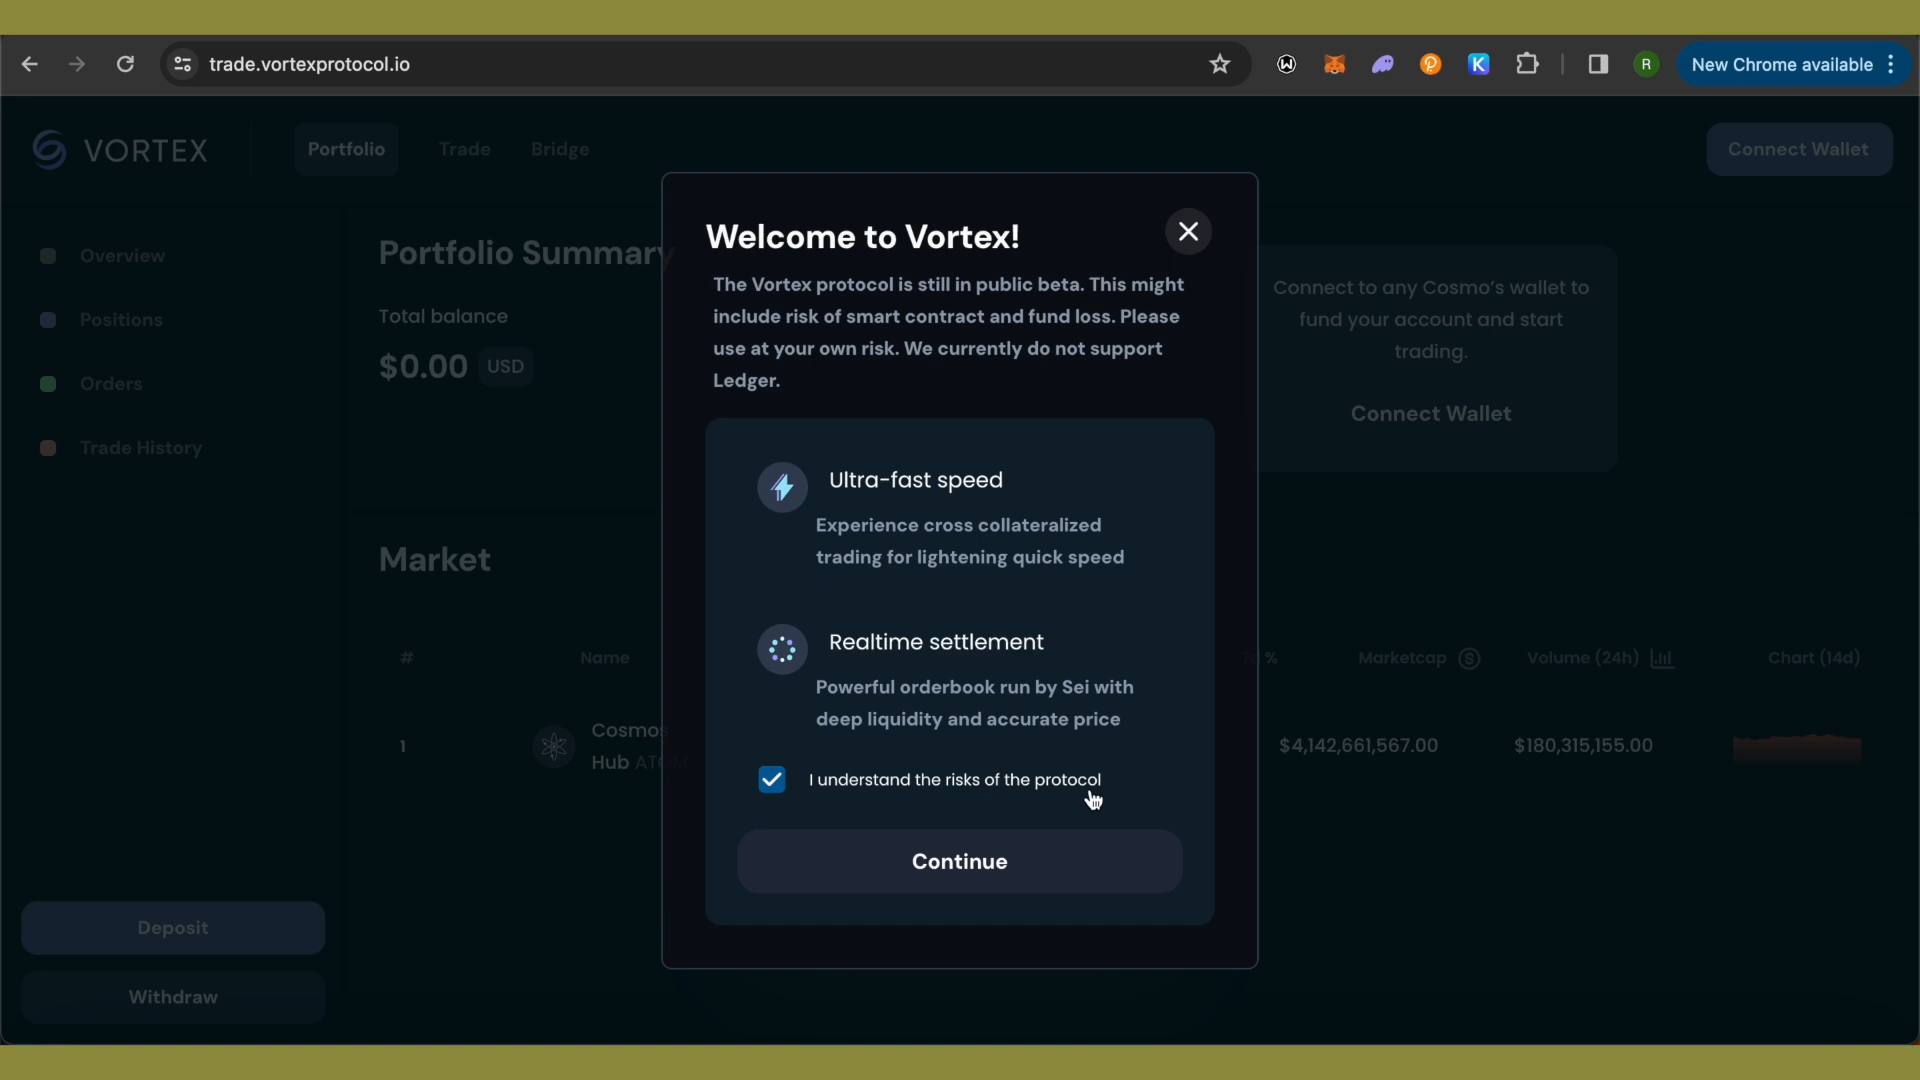 trade.vortexprotocol.io
R
New Chrome available
VORTEX
Portfolio
Trade
Bridge
Connect Wallet
Overview
Positions
Orders
Trade History
Deposit
Withdraw
Portfolio Summary
Total balance
$0.00 USD
Market
Connect to any Cosmo's wallet to
fund your account and start
trading.
Connect Wallet
# Name % Marketcap Volume (24h) Chart (14d)
1 Cosmos
Hub ATOM
$4,142,661,567.00 $180,315,155.00
Welcome to Vortex!
The Vortex protocol is still in public beta. This might
include risk of smart contract and fund loss. Please
use at your own risk. We currently do not support
Ledger.
Ultra-fast speed
Experience cross collateralized
trading for lightening quick speed
Realtime settlement
Powerful orderbook run by Sei with
deep liquidity and accurate price
I understand the risks of the protocol
Continue